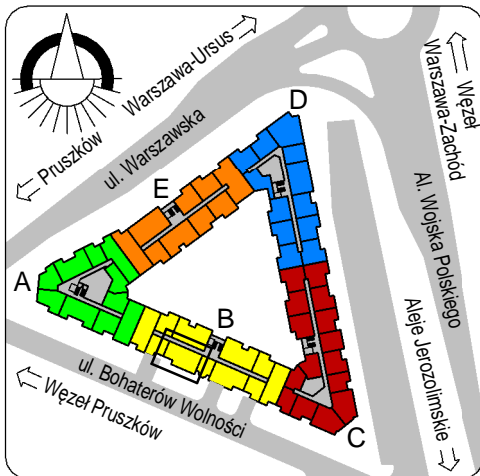 Warszawa-Ursus
Pruszków
ul. Warszawska
Węzeł
Warszawa-Zachód
Al. Wojska Polskiego
Aleje Jerozolimskie
D
E
A
B
C
ul. Bohaterów Wolności
Węzeł Pruszków